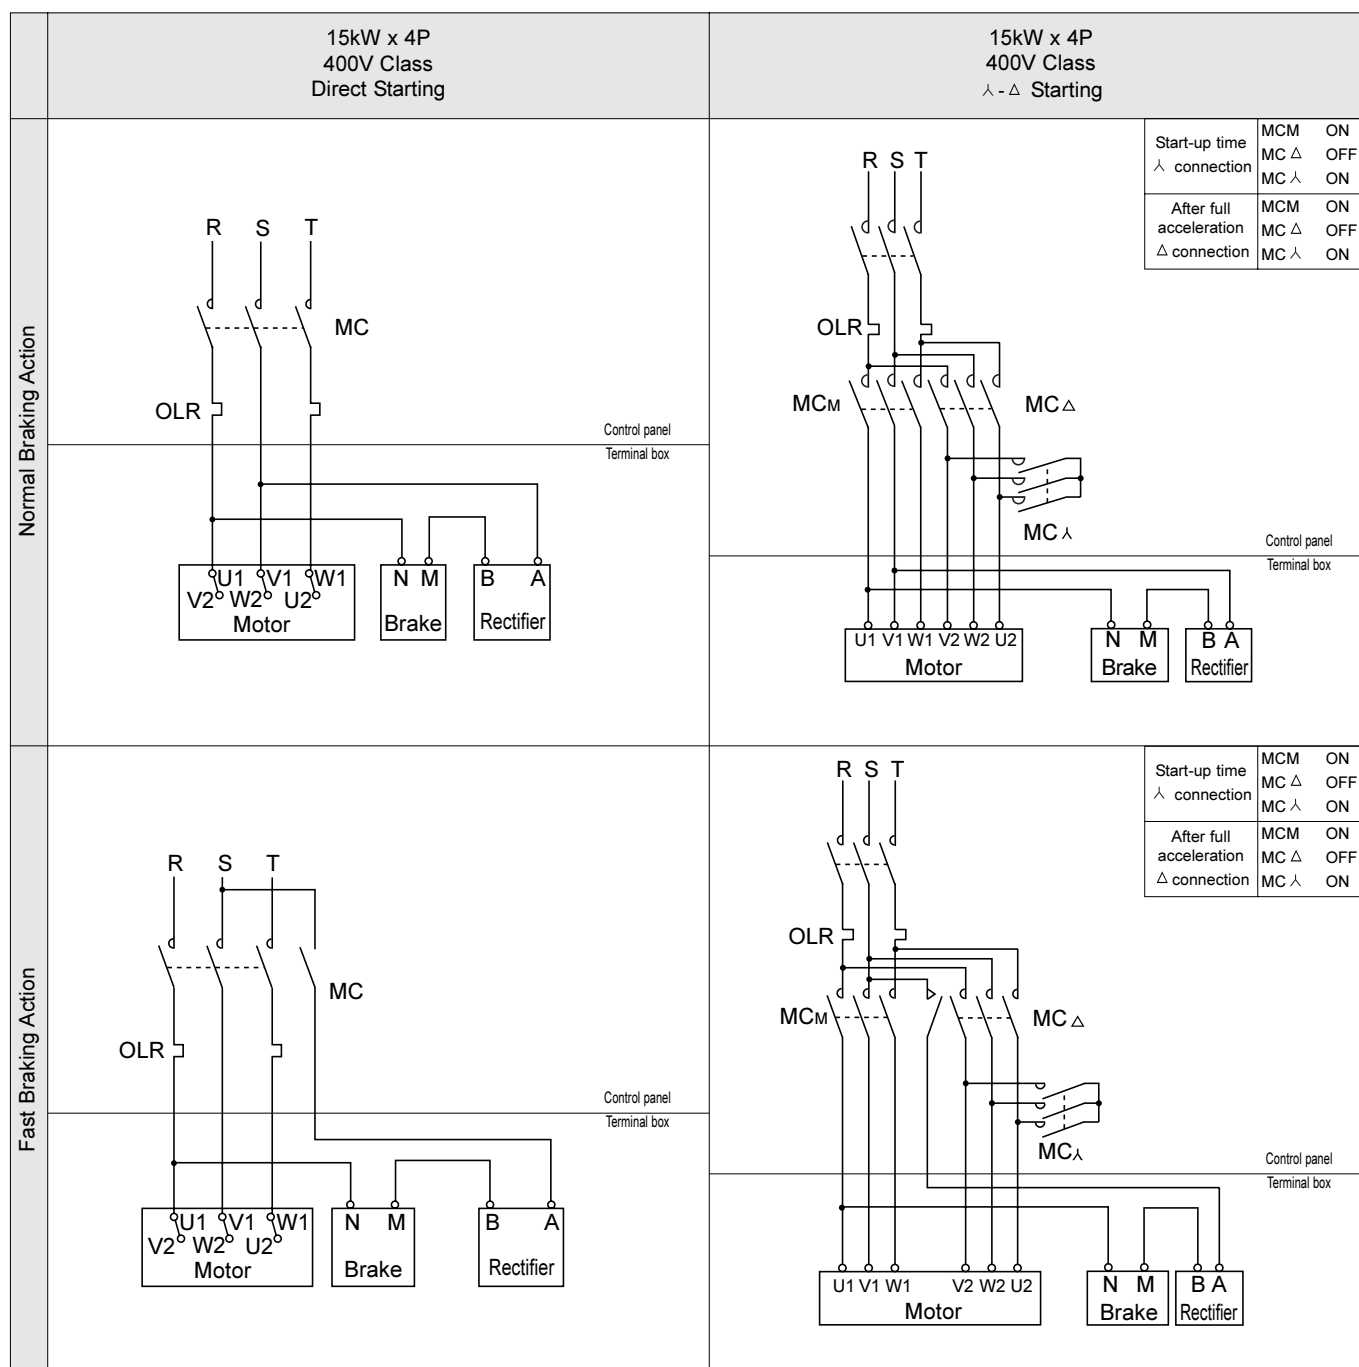 15kW x 4P
400V Class
Direct Starting
15kW x 4P
400V Class
⅄ - △ Starting
Normal Braking Action
R S T
MC
OLR
Control panel
Terminal box
U1 V1 W1
V2 W2 U2
Motor
N M
Brake
B A
Rectifier
Start-up time
⅄ connection
MCM ON
MC △ OFF
MC ⅄ ON
After full
acceleration
△ connection
MCM ON
MC △ OFF
MC ⅄ ON
R S T
OLR
MCM
MC △
MC ⅄
Control panel
Terminal box
U1 V1 W1 V2 W2 U2
Motor
N M
Brake
B A
Rectifier
Fast Braking Action
R S T
MC
OLR
Control panel
Terminal box
U1 V1 W1
V2 W2 U2
Motor
N M
Brake
B A
Rectifier
Start-up time
⅄ connection
MCM ON
MC △ OFF
MC ⅄ ON
After full
acceleration
△ connection
MCM ON
MC △ OFF
MC ⅄ ON
R S T
OLR
MCM
MC △
MC⅄
Control panel
Terminal box
U1 V1 W1 V2 W2 U2
Motor
N M
Brake
B A
Rectifier